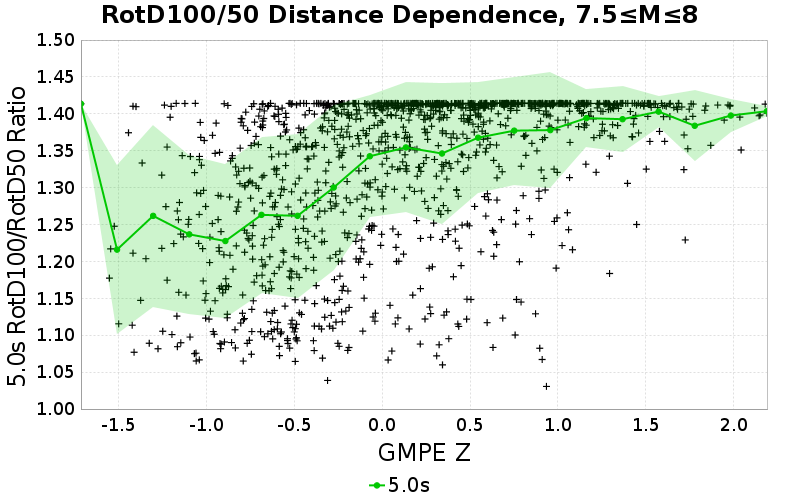 RotD100/50 Distance Dependence, 7.5≤M≤8
5.0s RotD100/RotD50 Ratio
1.50
1.45
1.40
1.35
1.30
1.25
1.20
1.15
1.10
1.05
1.00
-1.5 -1.0 -0.5 0.0 0.5 1.0 1.5 2.0
GMPE Z
5.0s